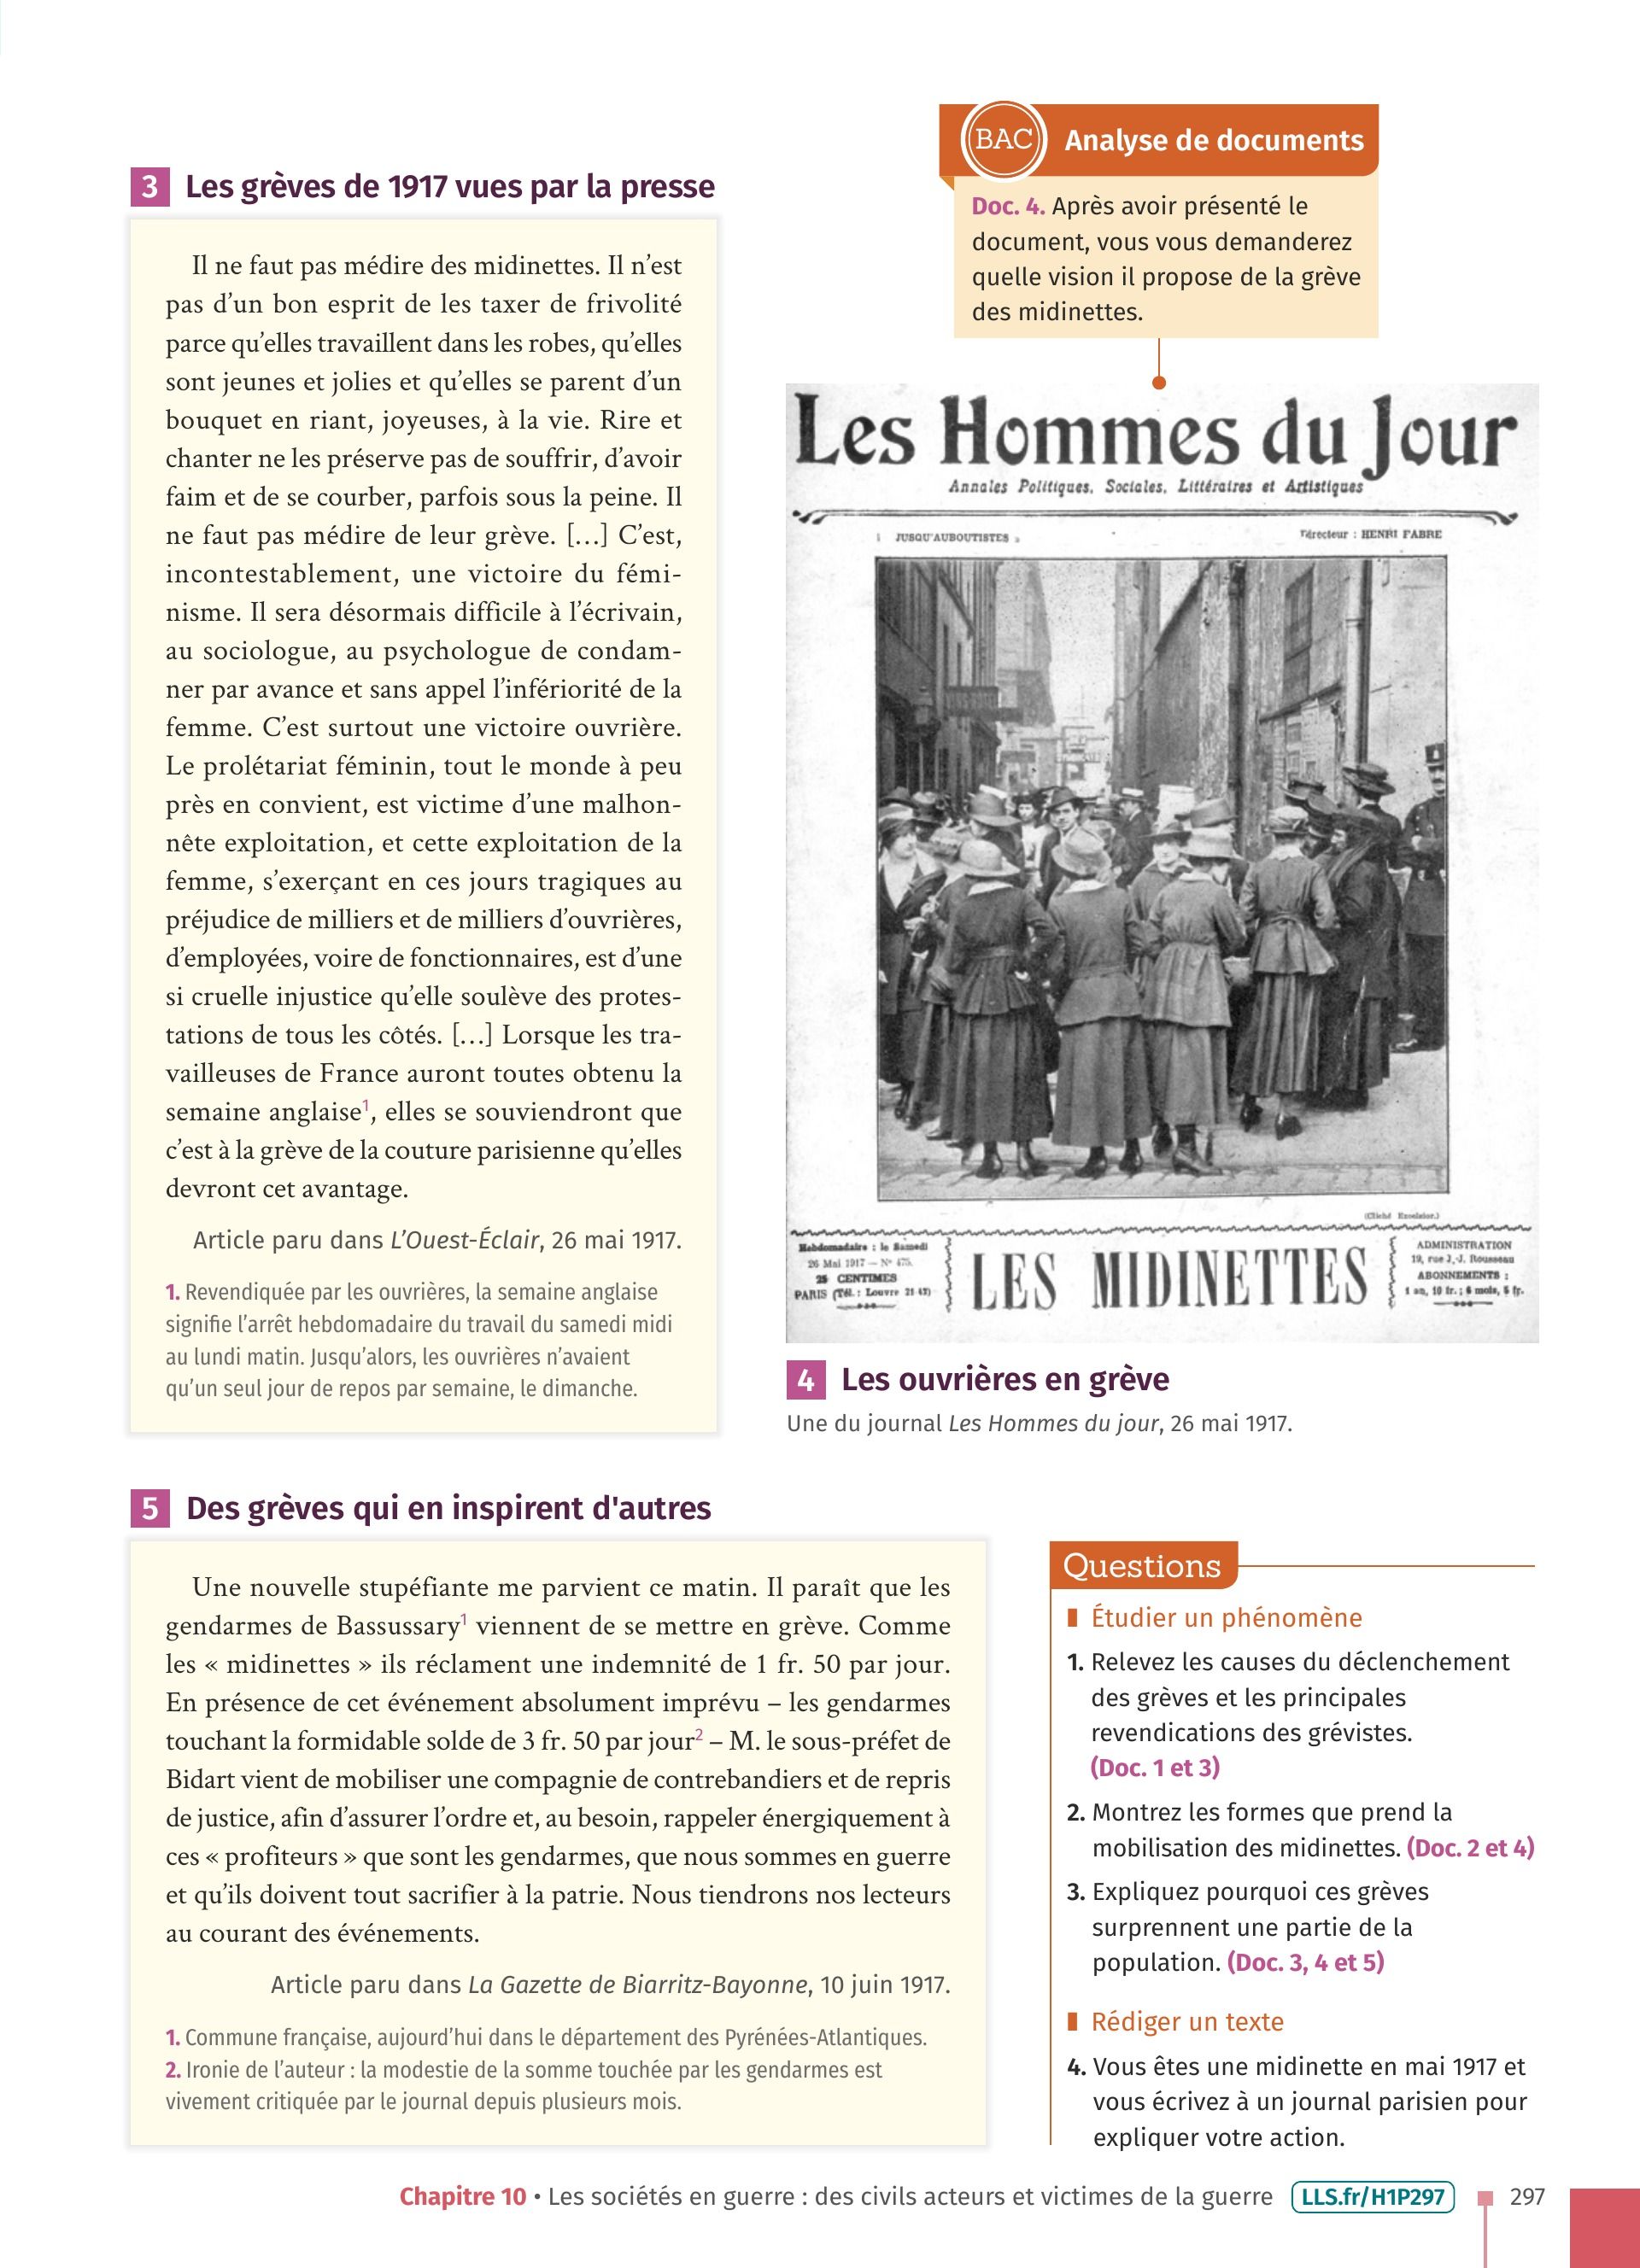 3 Les grèves de 1917 vues par la presse
Il ne faut pas médire des midinettes. Il n’est
pas d’un bon esprit de les taxer de frivolité
parce qu’elles travaillent dans les robes, qu’elles
sont jeunes et jolies et qu’elles se parent d’un
bouquet en riant, joyeuses, à la vie. Rire et
chanter ne les préserve pas de souffrir, d’avoir
faim et de se courber, parfois sous la peine. Il
ne faut pas médire de leur grève. […] C’est,
incontestablement, une victoire du fémi-
nisme. Il sera désormais difficile à l’écrivain,
au sociologue, au psychologue de condam-
ner par avance et sans appel l’infériorité de la
femme. C’est surtout une victoire ouvrière.
Le prolétariat féminin, tout le monde à peu
près en convient, est victime d’une malhon-
nête exploitation, et cette exploitation de la
femme, s’exerçant en ces jours tragiques au
préjudice de milliers et de milliers d’ouvrières,
d’employées, voire de fonctionnaires, est d’une
si cruelle injustice qu’elle soulève des protes-
tations de tous les côtés. […] Lorsque les tra-
vailleuses de France auront toutes obtenu la
semaine anglaise1, elles se souviendront que
c’est à la grève de la couture parisienne qu’elles
devront cet avantage.
Article paru dans L’Ouest-Éclair, 26 mai 1917.
1. Revendiquée par les ouvrières, la semaine anglaise
signifie l’arrêt hebdomadaire du travail du samedi midi
au lundi matin. Jusqu’alors, les ouvrières n’avaient
qu’un seul jour de repos par semaine, le dimanche.
BAC Analyse de documents
Doc. 4. Après avoir présenté le
document, vous vous demanderez
quelle vision il propose de la grève
des midinettes.
Les Hommes du Jour
Annales Politiques, Sociales, Littéraires et Artistiques
JUSQU'AUBOUTISTES »
Directeur : HENRI FABRE
(Cliché Excelsior.)
Hebdomadaire : le Samedi
26 Mai 1917 — N° 475.
25 CENTIMES
PARIS (Tél. : Louvre 21 47)
LES MIDINETTES
ADMINISTRATION
19, rue J.-J. Rousseau
ABONNEMENTS :
1 an, 10 fr. ; 6 mois, 5 fr.
4 Les ouvrières en grève
Une du journal Les Hommes du jour, 26 mai 1917.
5 Des grèves qui en inspirent d'autres
Une nouvelle stupéfiante me parvient ce matin. Il paraît que les
gendarmes de Bassussary1 viennent de se mettre en grève. Comme
les « midinettes » ils réclament une indemnité de 1 fr. 50 par jour.
En présence de cet événement absolument imprévu – les gendarmes
touchant la formidable solde de 3 fr. 50 par jour2 – M. le sous-préfet de
Bidart vient de mobiliser une compagnie de contrebandiers et de repris
de justice, afin d’assurer l’ordre et, au besoin, rappeler énergiquement à
ces « profiteurs » que sont les gendarmes, que nous sommes en guerre
et qu’ils doivent tout sacrifier à la patrie. Nous tiendrons nos lecteurs
au courant des événements.
Article paru dans La Gazette de Biarritz-Bayonne, 10 juin 1917.
1. Commune française, aujourd’hui dans le département des Pyrénées-Atlantiques.
2. Ironie de l’auteur : la modestie de la somme touchée par les gendarmes est
vivement critiquée par le journal depuis plusieurs mois.
Questions
Étudier un phénomène
1. Relevez les causes du déclenchement
des grèves et les principales
revendications des grévistes.
(Doc. 1 et 3)
2. Montrez les formes que prend la
mobilisation des midinettes. (Doc. 2 et 4)
3. Expliquez pourquoi ces grèves
surprennent une partie de la
population. (Doc. 3, 4 et 5)
Rédiger un texte
4. Vous êtes une midinette en mai 1917 et
vous écrivez à un journal parisien pour
expliquer votre action.
Chapitre 10 • Les sociétés en guerre : des civils acteurs et victimes de la guerre LLS.fr/H1P297 297